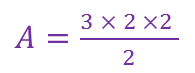 A = (3 × 2 × 2) / 2